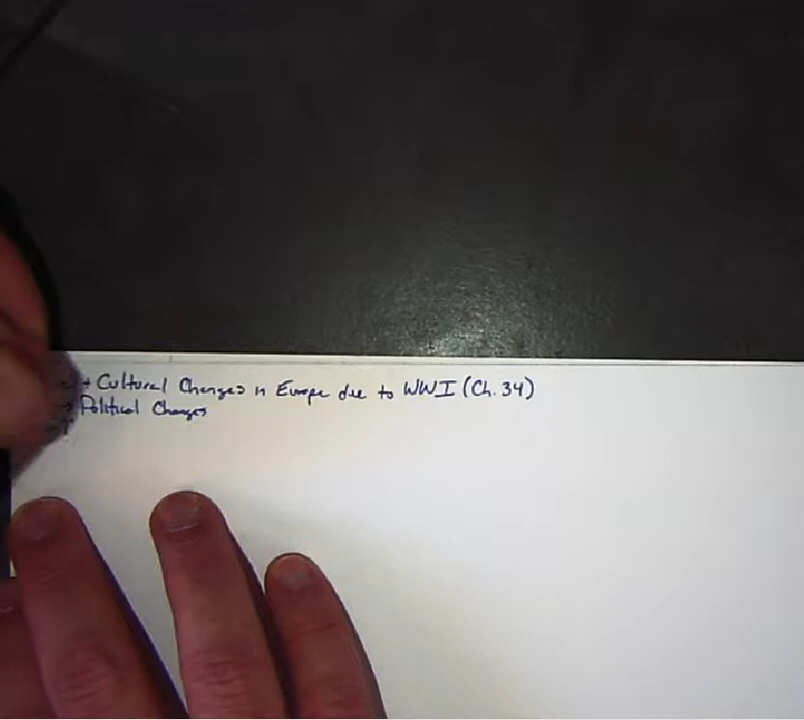 + Cultural Changes in Europe due to WWI (Ch. 34)
→ Political Changes